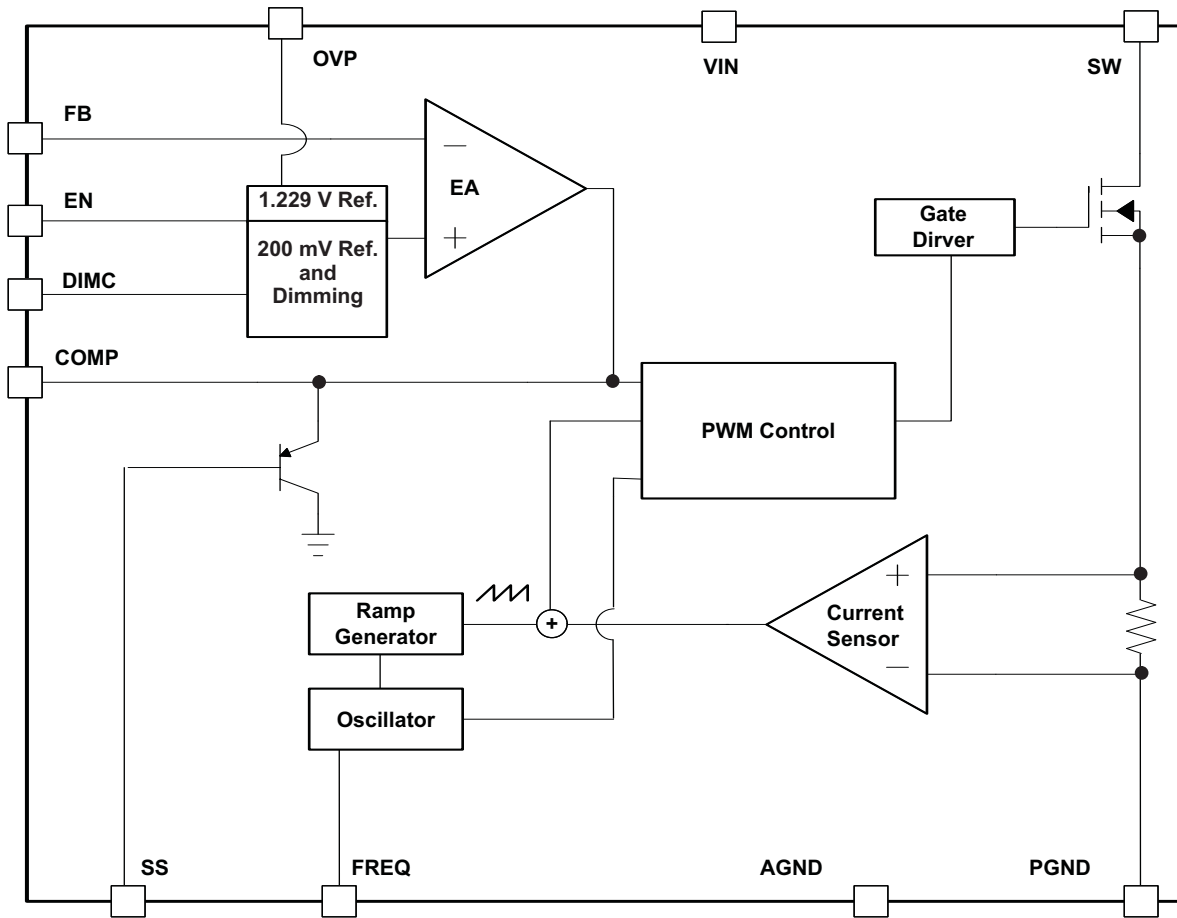 OVP
VIN
SW
FB
EA
EN
1.229 V Ref.
200 mV Ref.
and
Dimming
Gate
Dirver
DIMC
COMP
PWM Control
Ramp
Generator
+
Current
Sensor
Oscillator
SS
FREQ
AGND
PGND